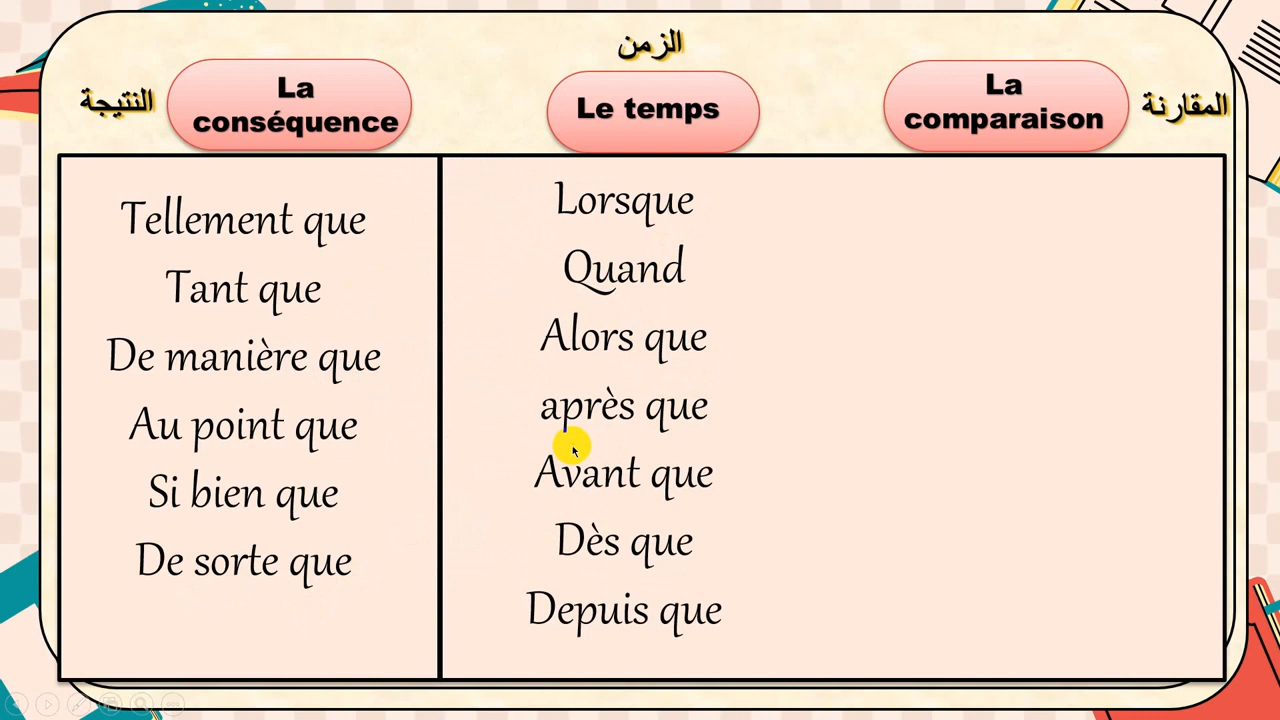 الزمن
النتيجة
La
conséquence
Le temps
La
comparaison
المقارنة
Tellement que
Tant que
De manière que
Au point que
Si bien que
De sorte que
Lorsque
Quand
Alors que
après que
Avant que
Dès que
Depuis que